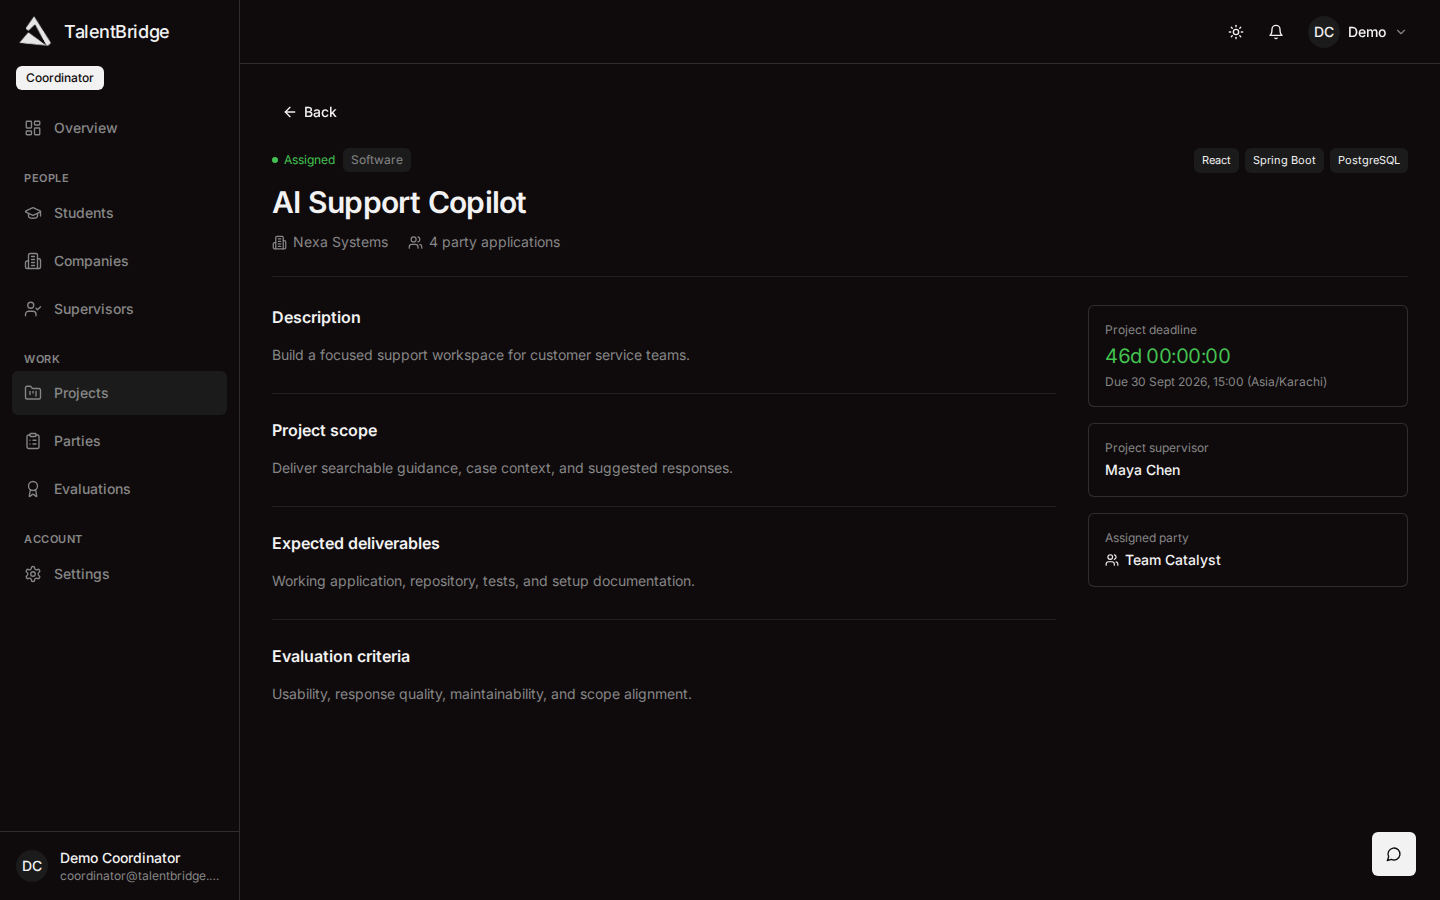 TalentBridge
Coordinator
Overview
PEOPLE
Students
Companies
Supervisors
WORK
Projects
Parties
Evaluations
ACCOUNT
Settings
DC
Demo Coordinator
coordinator@talentbridge....
DC Demo
Back
Assigned Software
React Spring Boot PostgreSQL
AI Support Copilot
Nexa Systems 4 party applications
Description
Build a focused support workspace for customer service teams.
Project scope
Deliver searchable guidance, case context, and suggested responses.
Expected deliverables
Working application, repository, tests, and setup documentation.
Evaluation criteria
Usability, response quality, maintainability, and scope alignment.
Project deadline
46d 00:00:00
Due 30 Sept 2026, 15:00 (Asia/Karachi)
Project supervisor
Maya Chen
Assigned party
Team Catalyst